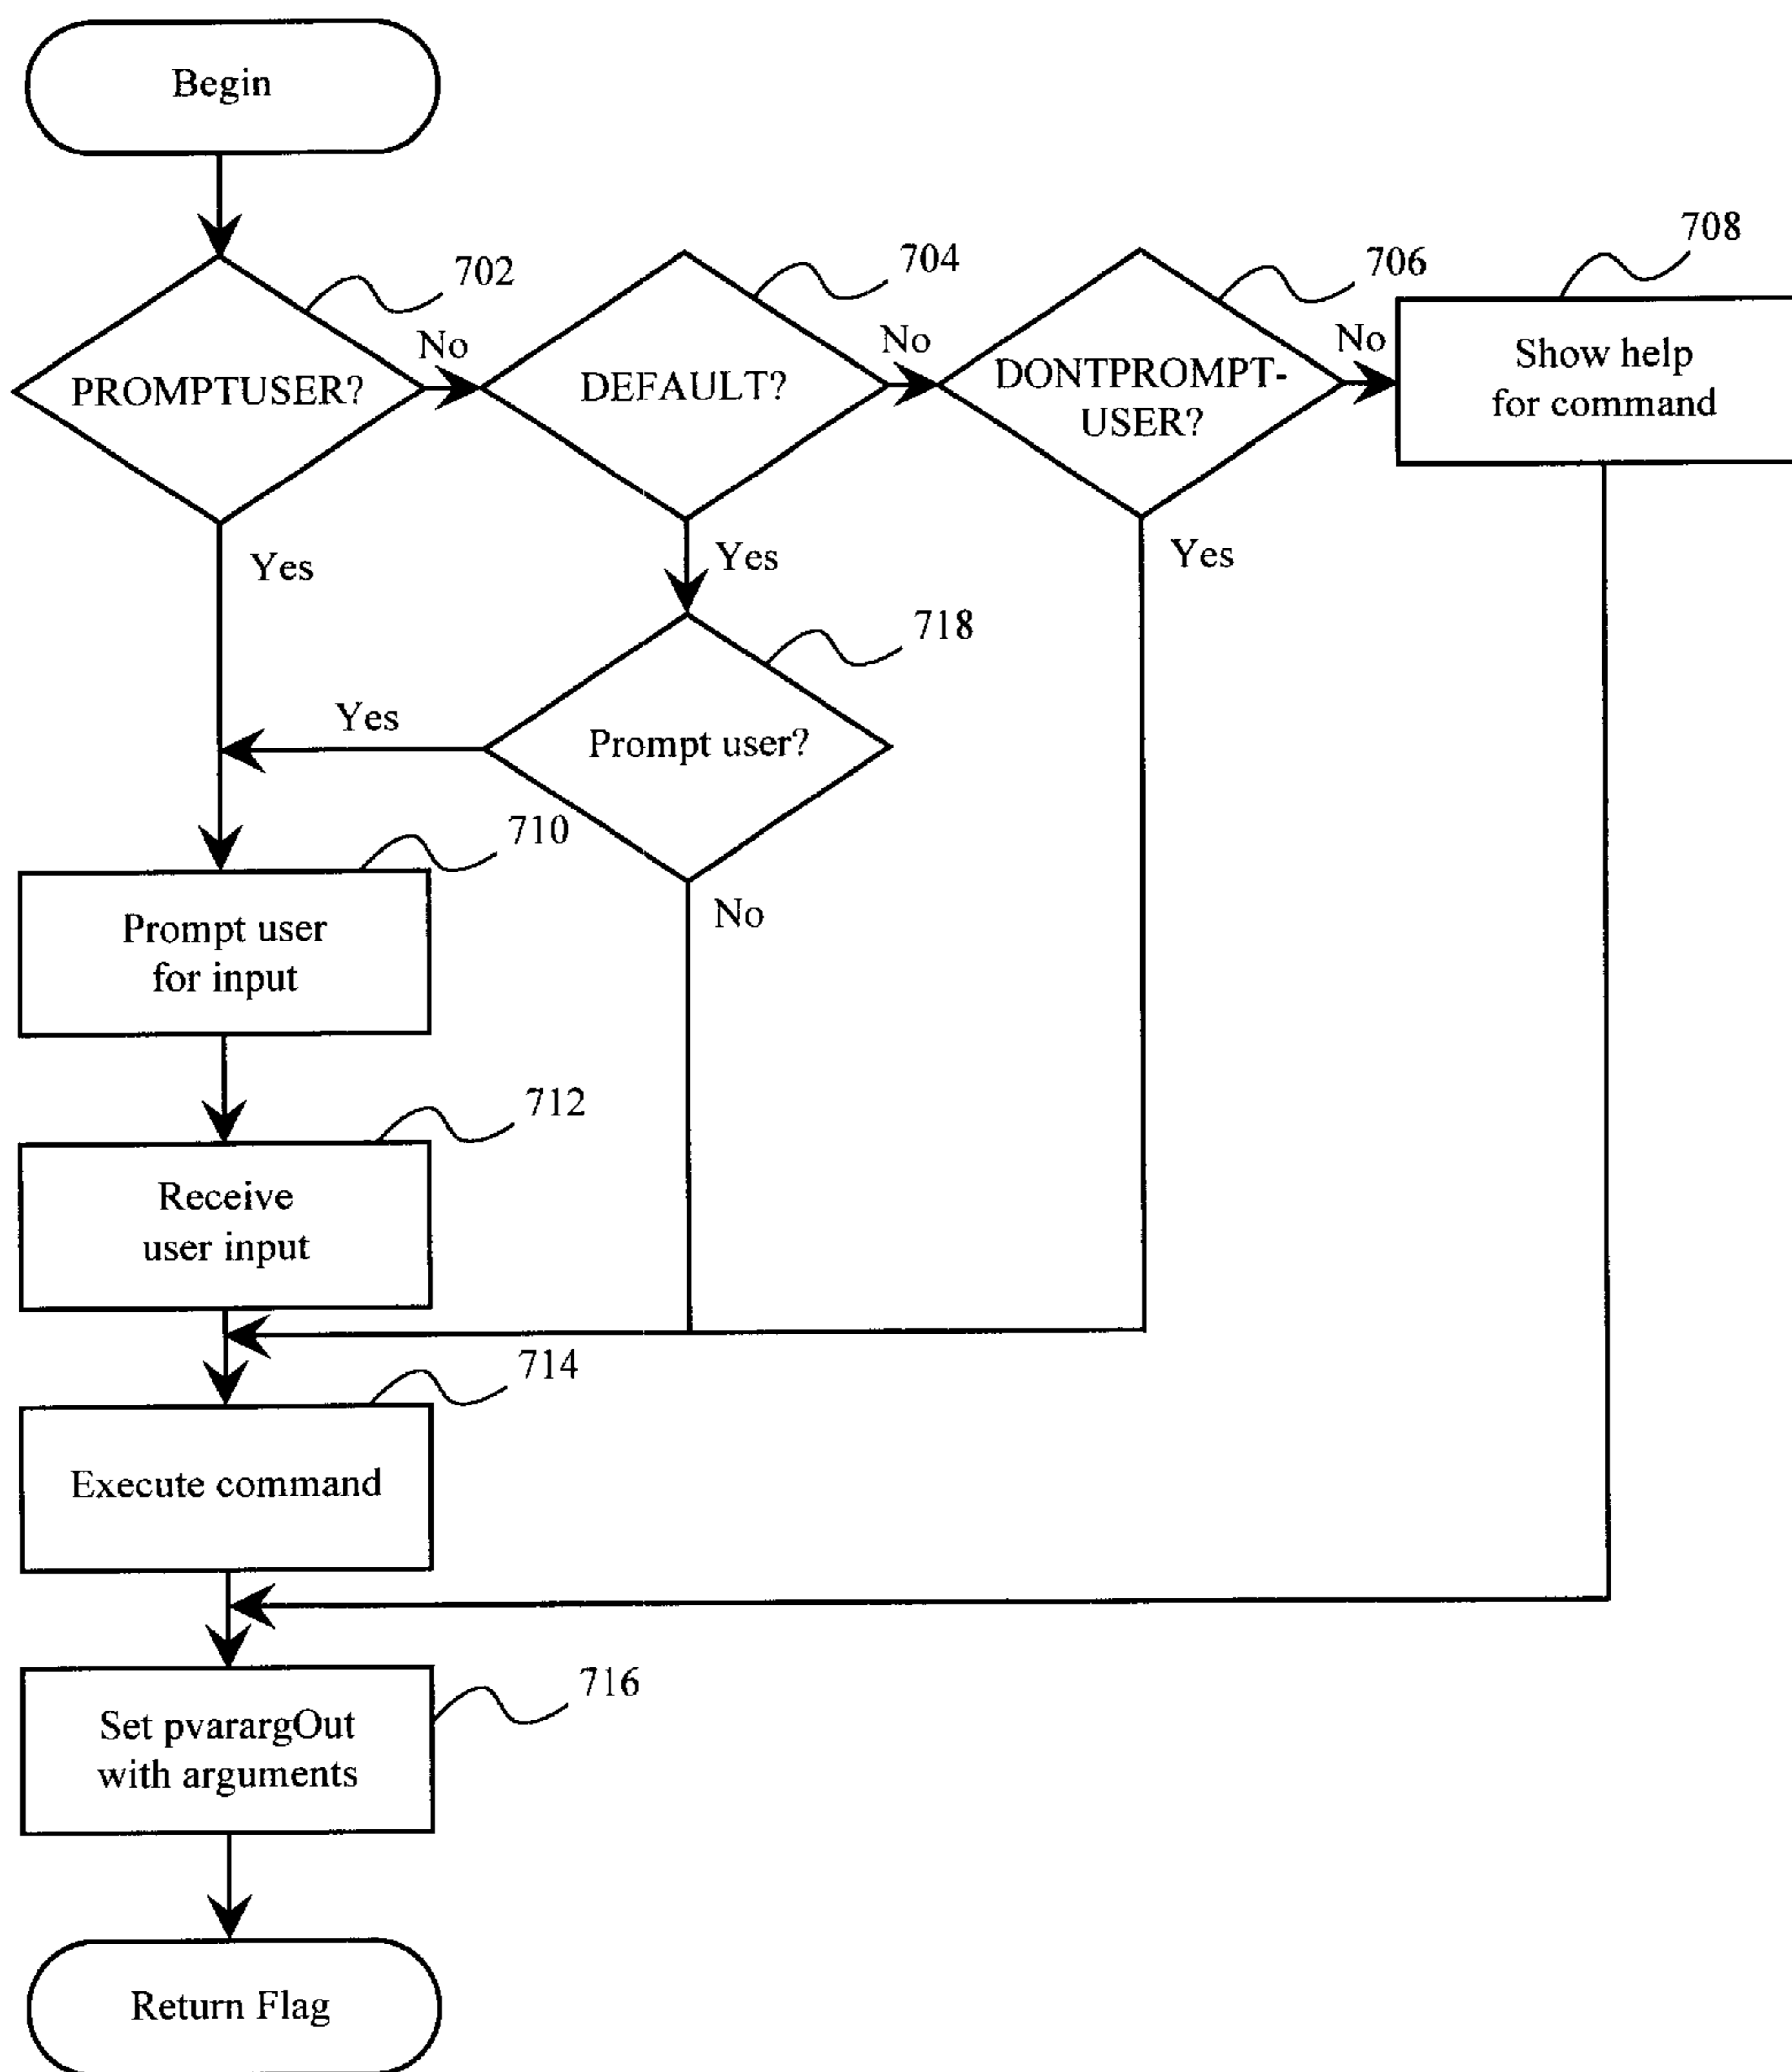 Begin
702
704
706
708
No
No
No
PROMPTUSER?
DEFAULT?
DONTPROMPT-
USER?
Show help
for command
Yes
Yes
Yes
718
Yes
Prompt user?
710
No
Prompt user
for input
712
Receive
user input
714
Execute command
716
Set pvarargOut
with arguments
Return Flag